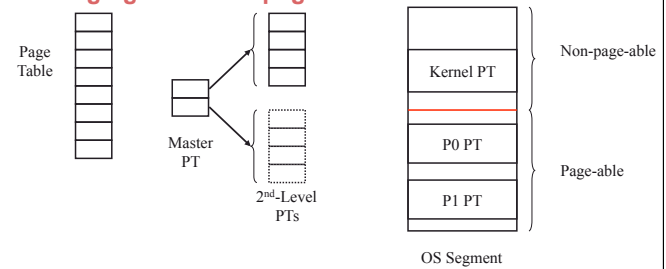 Page
Table
Master
PT
2nd-Level
PTs
Kernel PT
P0 PT
P1 PT
OS Segment
Non-page-able
Page-able